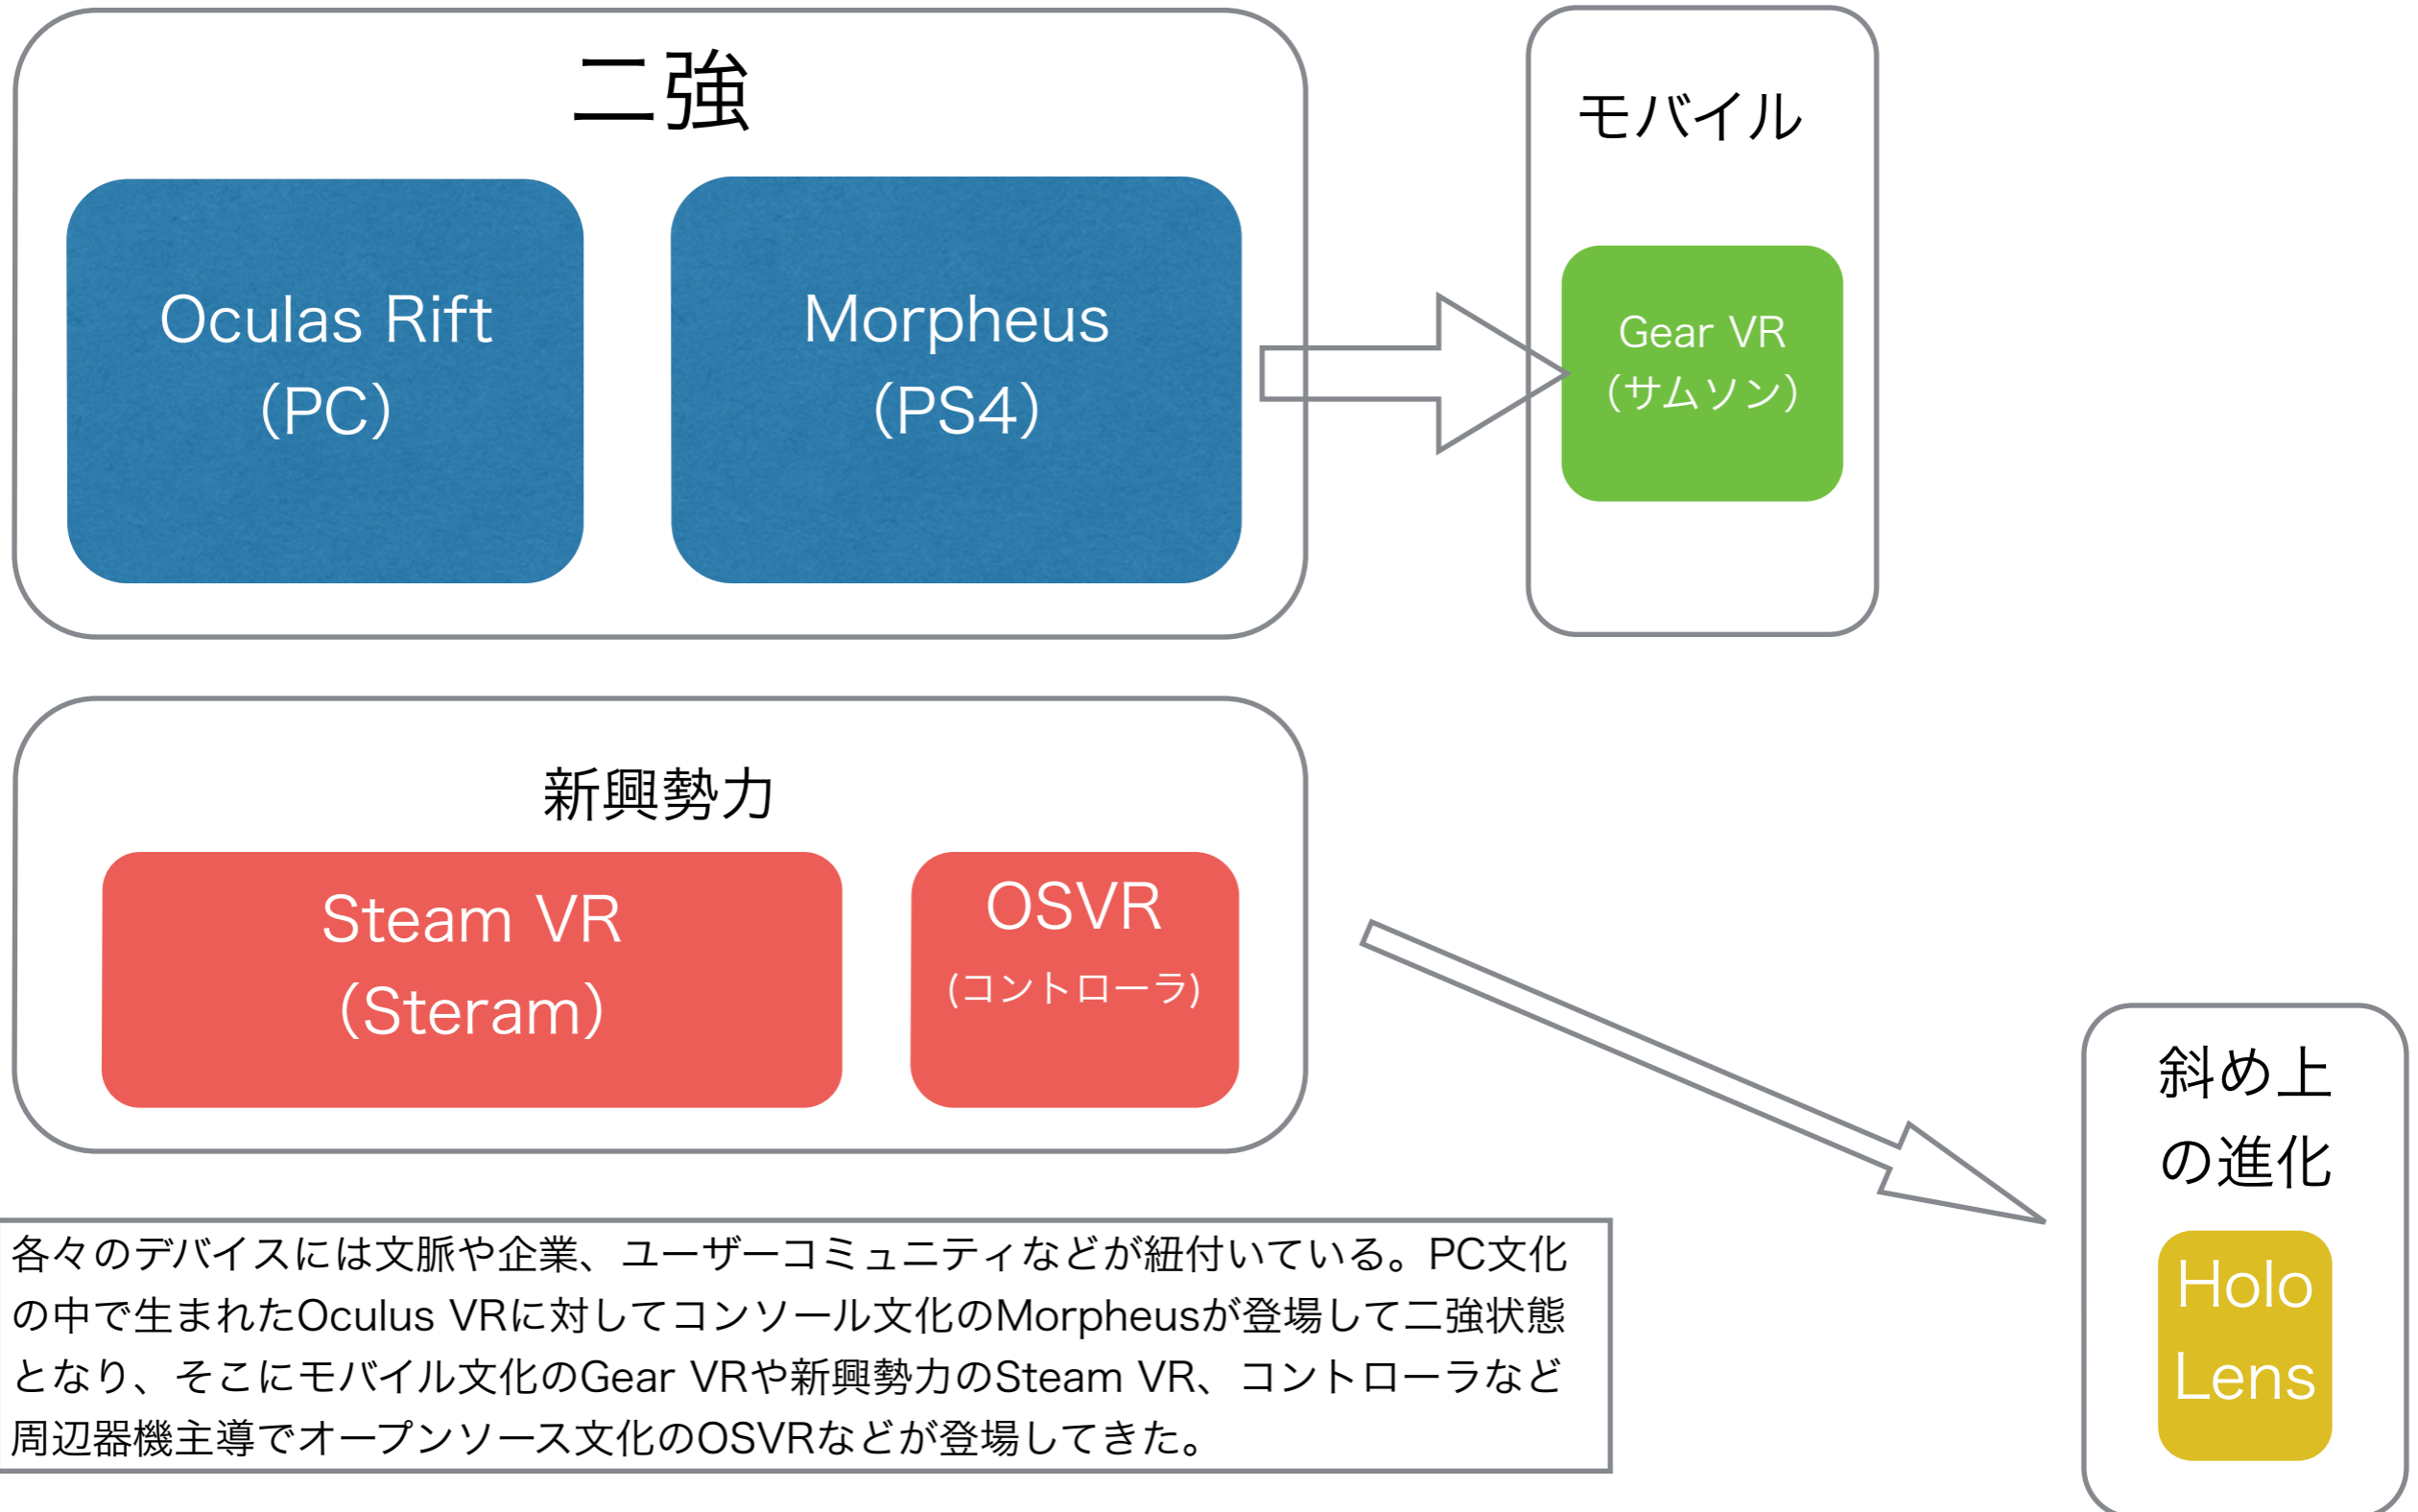 二強
Oculas Rift
（PC）
Morpheus
（PS4）
モバイル
Gear VR
（サムソン）
新興勢力
Steam VR
（Steram）
OSVR
(コントローラ)
斜め上
の進化
Holo
Lens
各々のデバイスには文脈や企業、ユーザーコミュニティなどが紐付いている。PC文化
の中で生まれたOculus VRに対してコンソール文化のMorpheusが登場して二強状態
となり、そこにモバイル文化のGear VRや新興勢力のSteam VR、コントローラなど
周辺器機主導でオープンソース文化のOSVRなどが登場してきた。